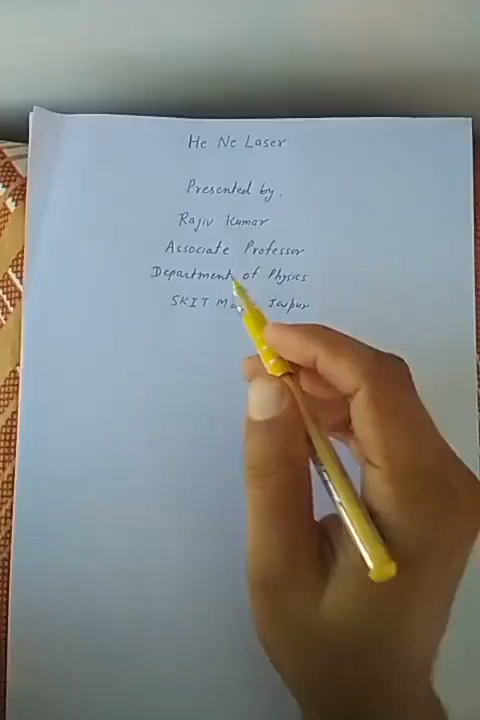 He Ne Laser
Presented by.
Rajiv Kumar
Associate Professor
Department of Physics
SKIT M Jaipur